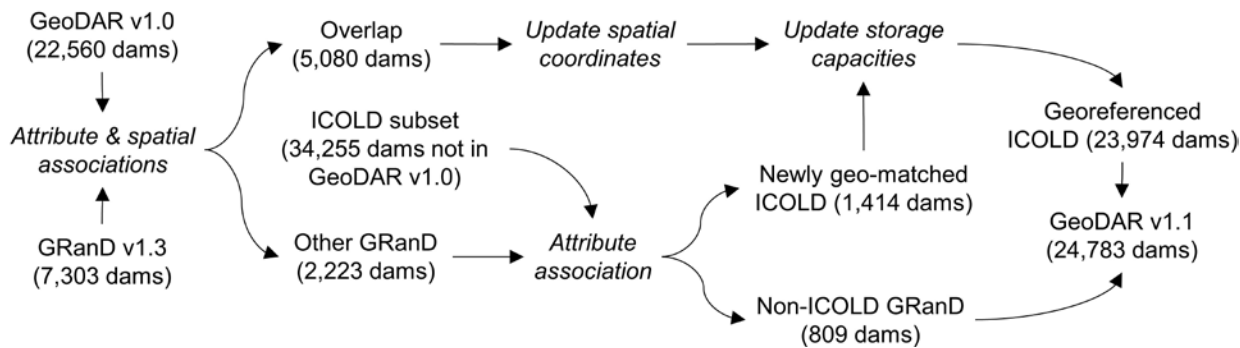 GeoDAR v1.0
(22,560 dams)
Attribute & spatial
associations
GRanD v1.3
(7,303 dams)
Overlap
(5,080 dams)
ICOLD subset
(34,255 dams not in
GeoDAR v1.0)
Other GRanD
(2,223 dams)
Update spatial
coordinates
Attribute
association
Update storage
capacities
Newly geo-matched
ICOLD (1,414 dams)
Non-ICOLD GRanD
(809 dams)
Georeferenced
ICOLD (23,974 dams)
GeoDAR v1.1
(24,783 dams)